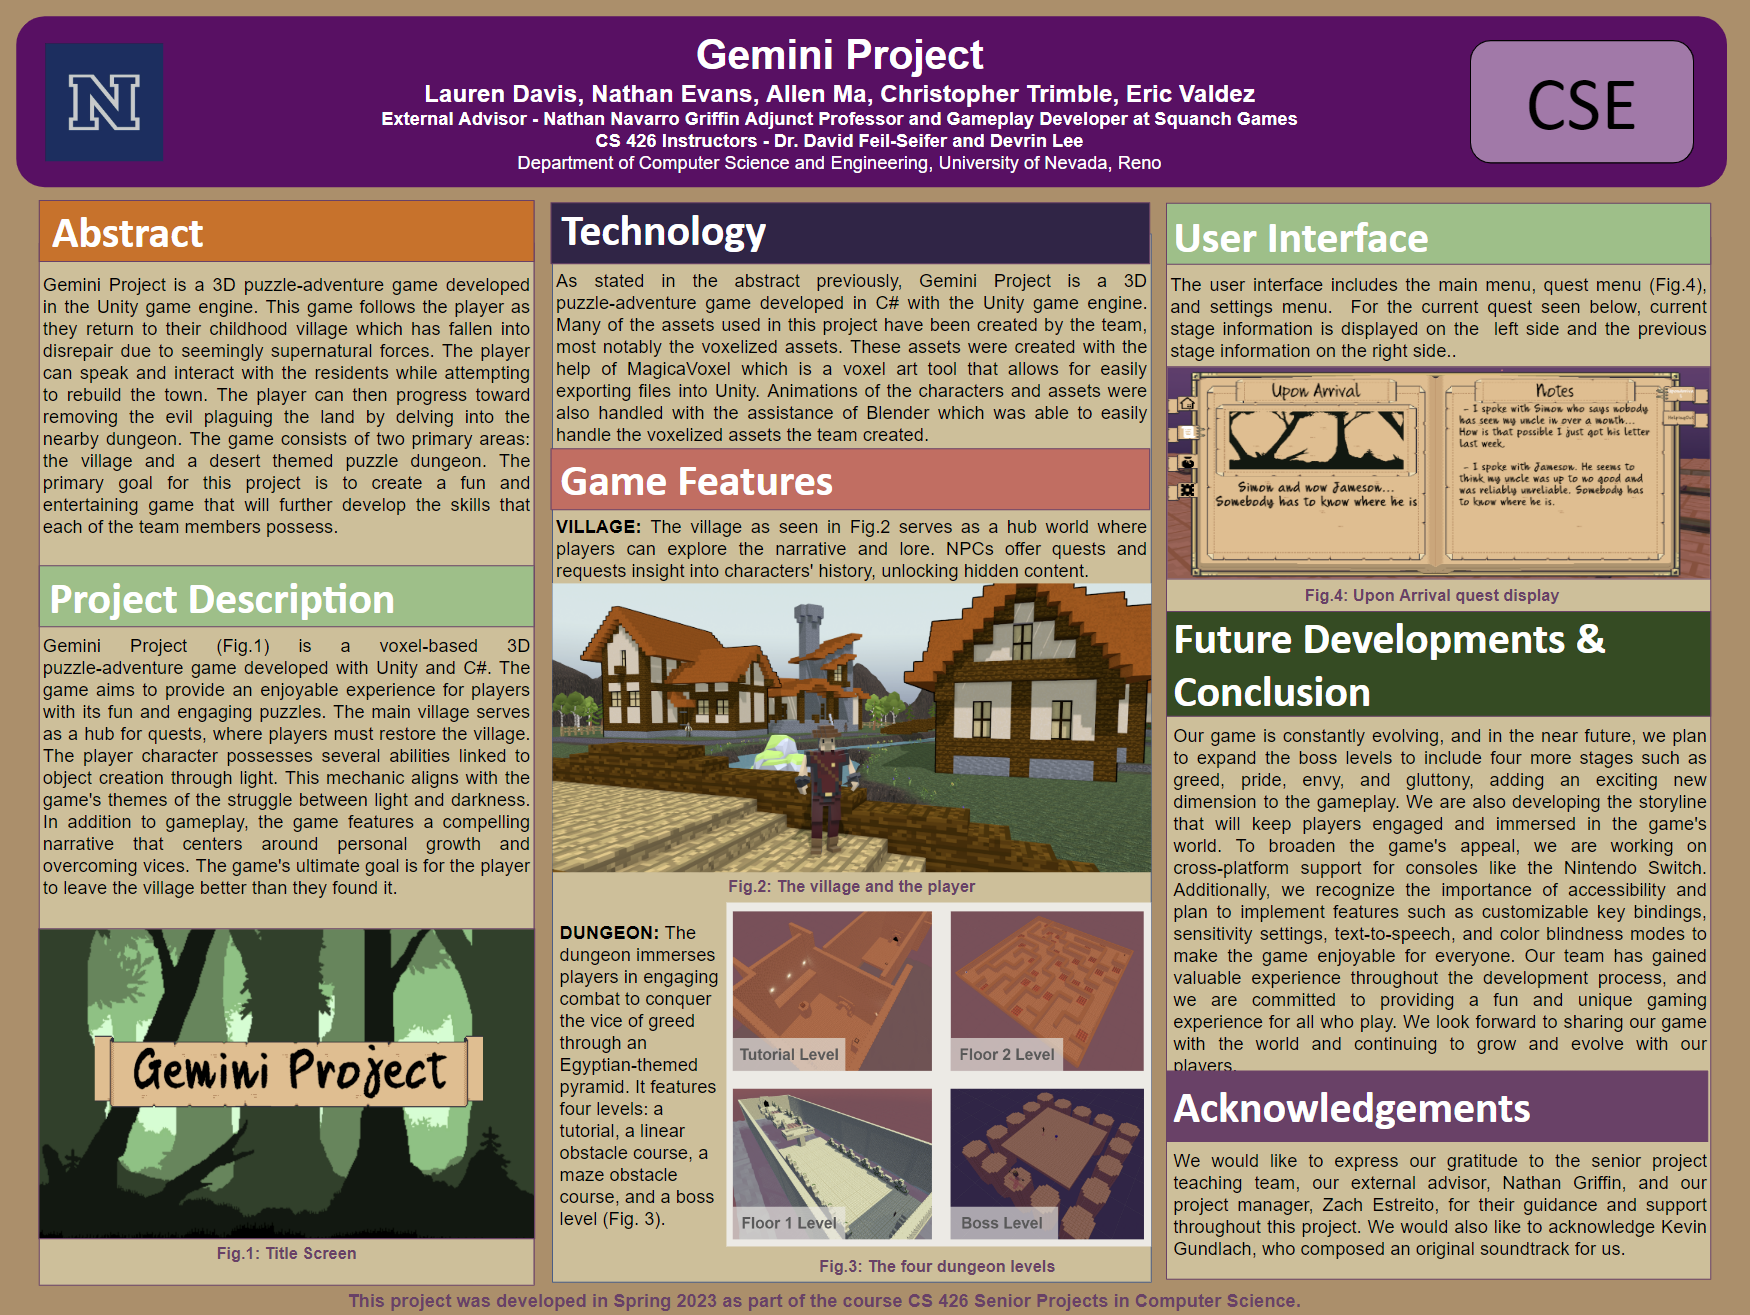 N
Gemini Project
Lauren Davis, Nathan Evans, Allen Ma, Christopher Trimble, Eric Valdez
External Advisor - Nathan Navarro Griffin Adjunct Professor and Gameplay Developer at Squanch Games
CS 426 Instructors - Dr. David Feil-Seifer and Devrin Lee
Department of Computer Science and Engineering, University of Nevada, Reno
CSE
Abstract
Gemini Project is a 3D puzzle-adventure game developed
in the Unity game engine. This game follows the player as
they return to their childhood village which has fallen into
disrepair due to seemingly supernatural forces. The player
can speak and interact with the residents while attempting
to rebuild the town. The player can then progress toward
removing the evil plaguing the land by delving into the
nearby dungeon. The game consists of two primary areas:
the village and a desert themed puzzle dungeon. The
primary goal for this project is to create a fun and
entertaining game that will further develop the skills that
each of the team members possess.
Project Description
Gemini Project (Fig.1) is a voxel-based 3D
puzzle-adventure game developed with Unity and C#. The
game aims to provide an enjoyable experience for players
with its fun and engaging puzzles. The main village serves
as a hub for quests, where players must restore the village.
The player character possesses several abilities linked to
object creation through light. This mechanic aligns with the
game's themes of the struggle between light and darkness.
In addition to gameplay, the game features a compelling
narrative that centers around personal growth and
overcoming vices. The game's ultimate goal is for the player
to leave the village better than they found it.
Gemini Project
Fig.1: Title Screen
Technology
As stated in the abstract previously, Gemini Project is a 3D
puzzle-adventure game developed in C# with the Unity game engine.
Many of the assets used in this project have been created by the team,
most notably the voxelized assets. These assets were created with the
help of MagicaVoxel which is a voxel art tool that allows for easily
exporting files into Unity. Animations of the characters and assets were
also handled with the assistance of Blender which was able to easily
handle the voxelized assets the team created.
Game Features
VILLAGE: The village as seen in Fig.2 serves as a hub world where
players can explore the narrative and lore. NPCs offer quests and
requests insight into characters' history, unlocking hidden content.
Fig.2: The village and the player
DUNGEON: The
dungeon immerses
players in engaging
combat to conquer
the vice of greed
through an
Egyptian-themed
pyramid. It features
four levels: a
tutorial, a linear
obstacle course, a
maze obstacle
course, and a boss
level (Fig. 3).
Tutorial Level
Floor 2 Level
Floor 1 Level
Boss Level
Fig.3: The four dungeon levels
User Interface
The user interface includes the main menu, quest menu (Fig.4),
and settings menu. For the current quest seen below, current
stage information is displayed on the left side and the previous
stage information on the right side..
Upon Arrival
Simon and now Jameson...
Somebody has to know where he is
Notes
- I spoke with Simon who says nobody
has seen my uncle in over a month...
How is that possible I just got his letter
last week.
- I spoke with Jameson. He seems to
think my uncle was up to no good and
was reliably unreliable. Somebody has
to know where he is.
Fig.4: Upon Arrival quest display
Future Developments &
Conclusion
Our game is constantly evolving, and in the near future, we plan
to expand the boss levels to include four more stages such as
greed, pride, envy, and gluttony, adding an exciting new
dimension to the gameplay. We are also developing the storyline
that will keep players engaged and immersed in the game's
world. To broaden the game's appeal, we are working on
cross-platform support for consoles like the Nintendo Switch.
Additionally, we recognize the importance of accessibility and
plan to implement features such as customizable key bindings,
sensitivity settings, text-to-speech, and color blindness modes to
make the game enjoyable for everyone. Our team has gained
valuable experience throughout the development process, and
we are committed to providing a fun and unique gaming
experience for all who play. We look forward to sharing our game
with the world and continuing to grow and evolve with our
players.
Acknowledgements
We would like to express our gratitude to the senior project
teaching team, our external advisor, Nathan Griffin, and our
project manager, Zach Estreito, for their guidance and support
throughout this project. We would also like to acknowledge Kevin
Gundlach, who composed an original soundtrack for us.
This project was developed in Spring 2023 as part of the course CS 426 Senior Projects in Computer Science.